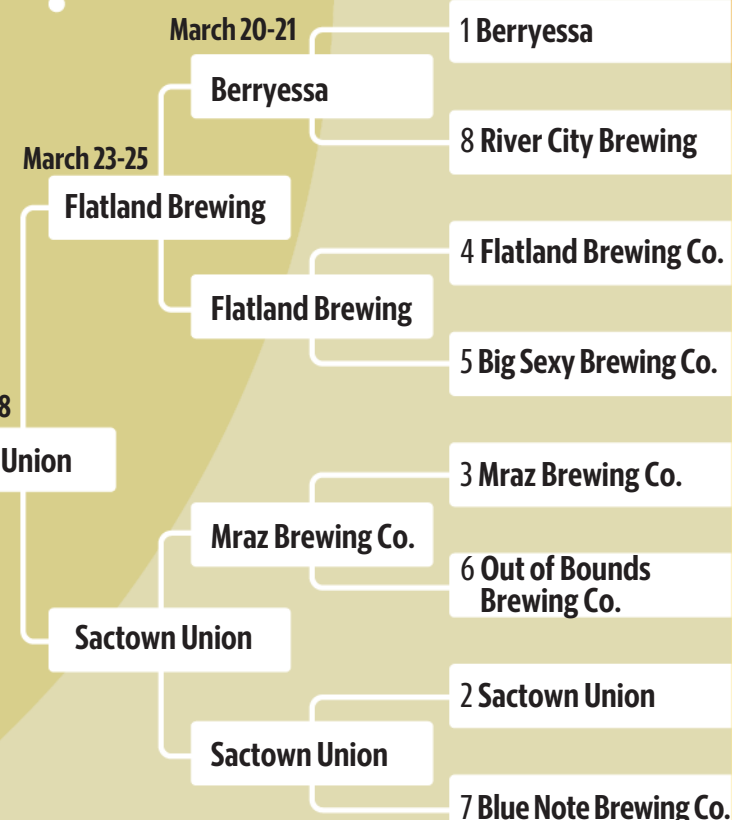 March 20-21
1 Berryessa
Berryessa
8 River City Brewing
March 23-25
Flatland Brewing
4 Flatland Brewing Co.
Flatland Brewing
5 Big Sexy Brewing Co.
8
Union
3 Mraz Brewing Co.
Mraz Brewing Co.
6 Out of Bounds
Brewing Co.
Sactown Union
2 Sactown Union
Sactown Union
7 Blue Note Brewing Co.